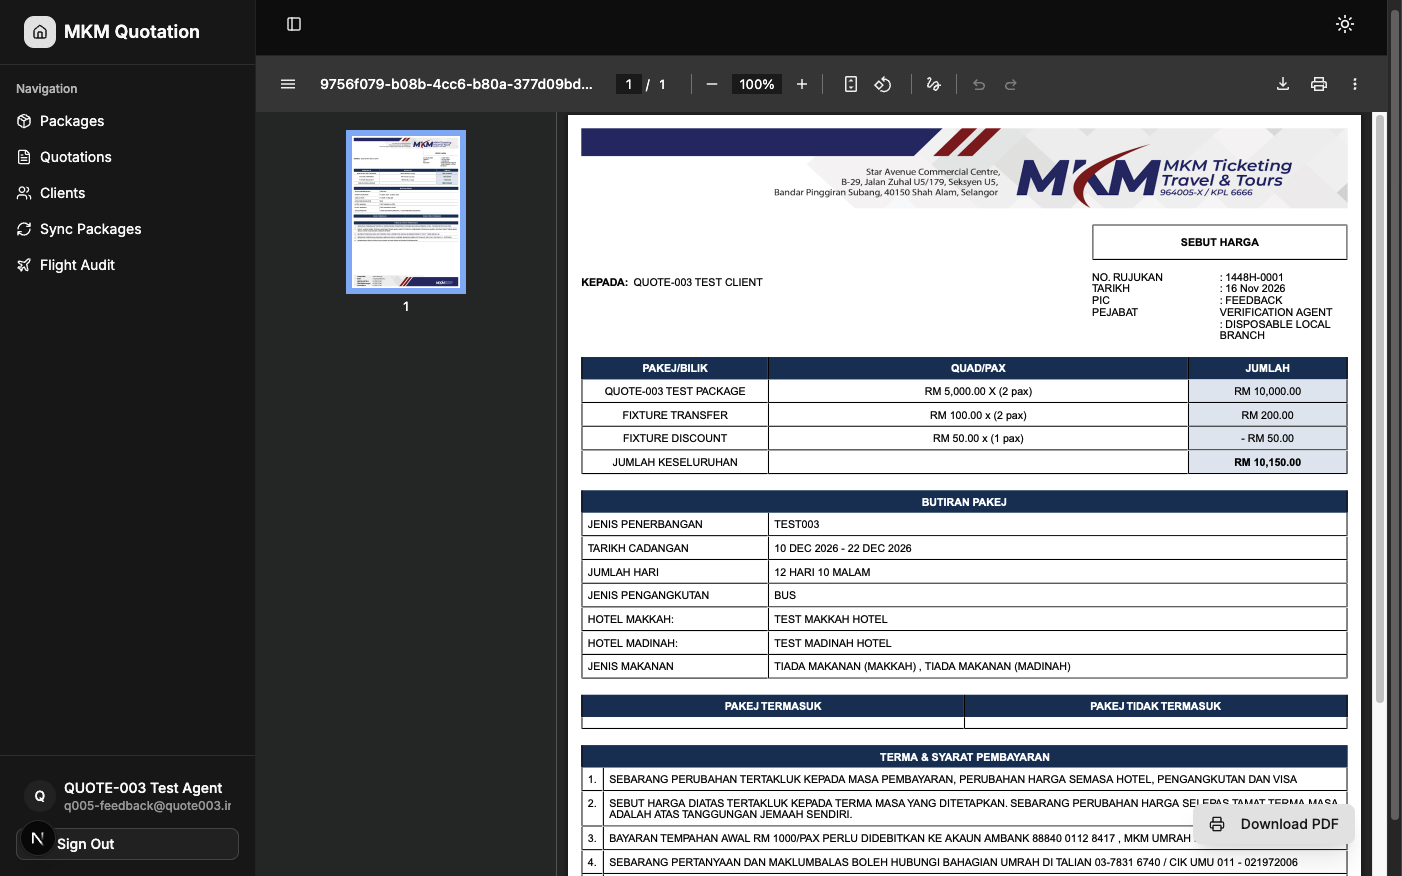 MKM Quotation
Navigation
Packages
Quotations
Clients
Sync Packages
Flight Audit
QUOTE-003 Test Agent
q005-feedback@quote003.ir
N
Sign Out
Q
9756f079-b08b-4cc6-b80a-377d09bd...
1 / 1
100%
1
Star Avenue Commercial Centre,
B-29, Jalan Zuhal U5/179, Seksyen U5,
Bandar Pinggiran Subang, 40150 Shah Alam, Selangor
MKM
MKM Ticketing
Travel & Tours
964005-X / KPL 6666
SEBUT HARGA
KEPADA: QUOTE-003 TEST CLIENT
NO. RUJUKAN : 1448H-0001
TARIKH : 16 Nov 2026
PIC : FEEDBACK
PEJABAT VERIFICATION AGENT
: DISPOSABLE LOCAL
BRANCH
PAKEJ/BILIK QUAD/PAX JUMLAH
QUOTE-003 TEST PACKAGE RM 5,000.00 X (2 pax) RM 10,000.00
FIXTURE TRANSFER RM 100.00 x (2 pax) RM 200.00
FIXTURE DISCOUNT RM 50.00 x (1 pax) - RM 50.00
JUMLAH KESELURUHAN RM 10,150.00
BUTIRAN PAKEJ
JENIS PENERBANGAN TEST003
TARIKH CADANGAN 10 DEC 2026 - 22 DEC 2026
JUMLAH HARI 12 HARI 10 MALAM
JENIS PENGANGKUTAN BUS
HOTEL MAKKAH: TEST MAKKAH HOTEL
HOTEL MADINAH: TEST MADINAH HOTEL
JENIS MAKANAN TIADA MAKANAN (MAKKAH) , TIADA MAKANAN (MADINAH)
PAKEJ TERMASUK PAKEJ TIDAK TERMASUK
TERMA & SYARAT PEMBAYARAN
1. SEBARANG PERUBAHAN TERTAKLUK KEPADA MASA PEMBAYARAN, PERUBAHAN HARGA SEMASA HOTEL, PENGANGKUTAN DAN VISA
2. SEBUT HARGA DIATAS TERTAKLUK KEPADA TERMA MASA YANG DITETAPKAN. SEBARANG PERUBAHAN HARGA SELEPAS TAMAT TERMA MASA
ADALAH ATAS TANGGUNGAN JEMAAH SENDIRI.
3. BAYARAN TEMPAHAN AWAL RM 1000/PAX PERLU DIDEBITKAN KE AKAUN AMBANK 88840 0112 8417 , MKM UMRAH
4. SEBARANG PERTANYAAN DAN MAKLUMBALAS BOLEH HUBUNGI BAHAGIAN UMRAH DI TALIAN 03-7831 6740 / CIK UMU 011 - 021972006
Download PDF